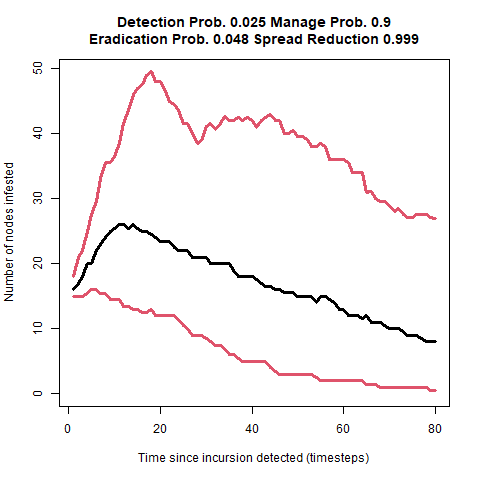 Detection Prob. 0.025 Manage Prob. 0.9
Eradication Prob. 0.048 Spread Reduction 0.999
Number of nodes infested
50
40
30
20
10
0
0 20 40 60 80
Time since incursion detected (timesteps)